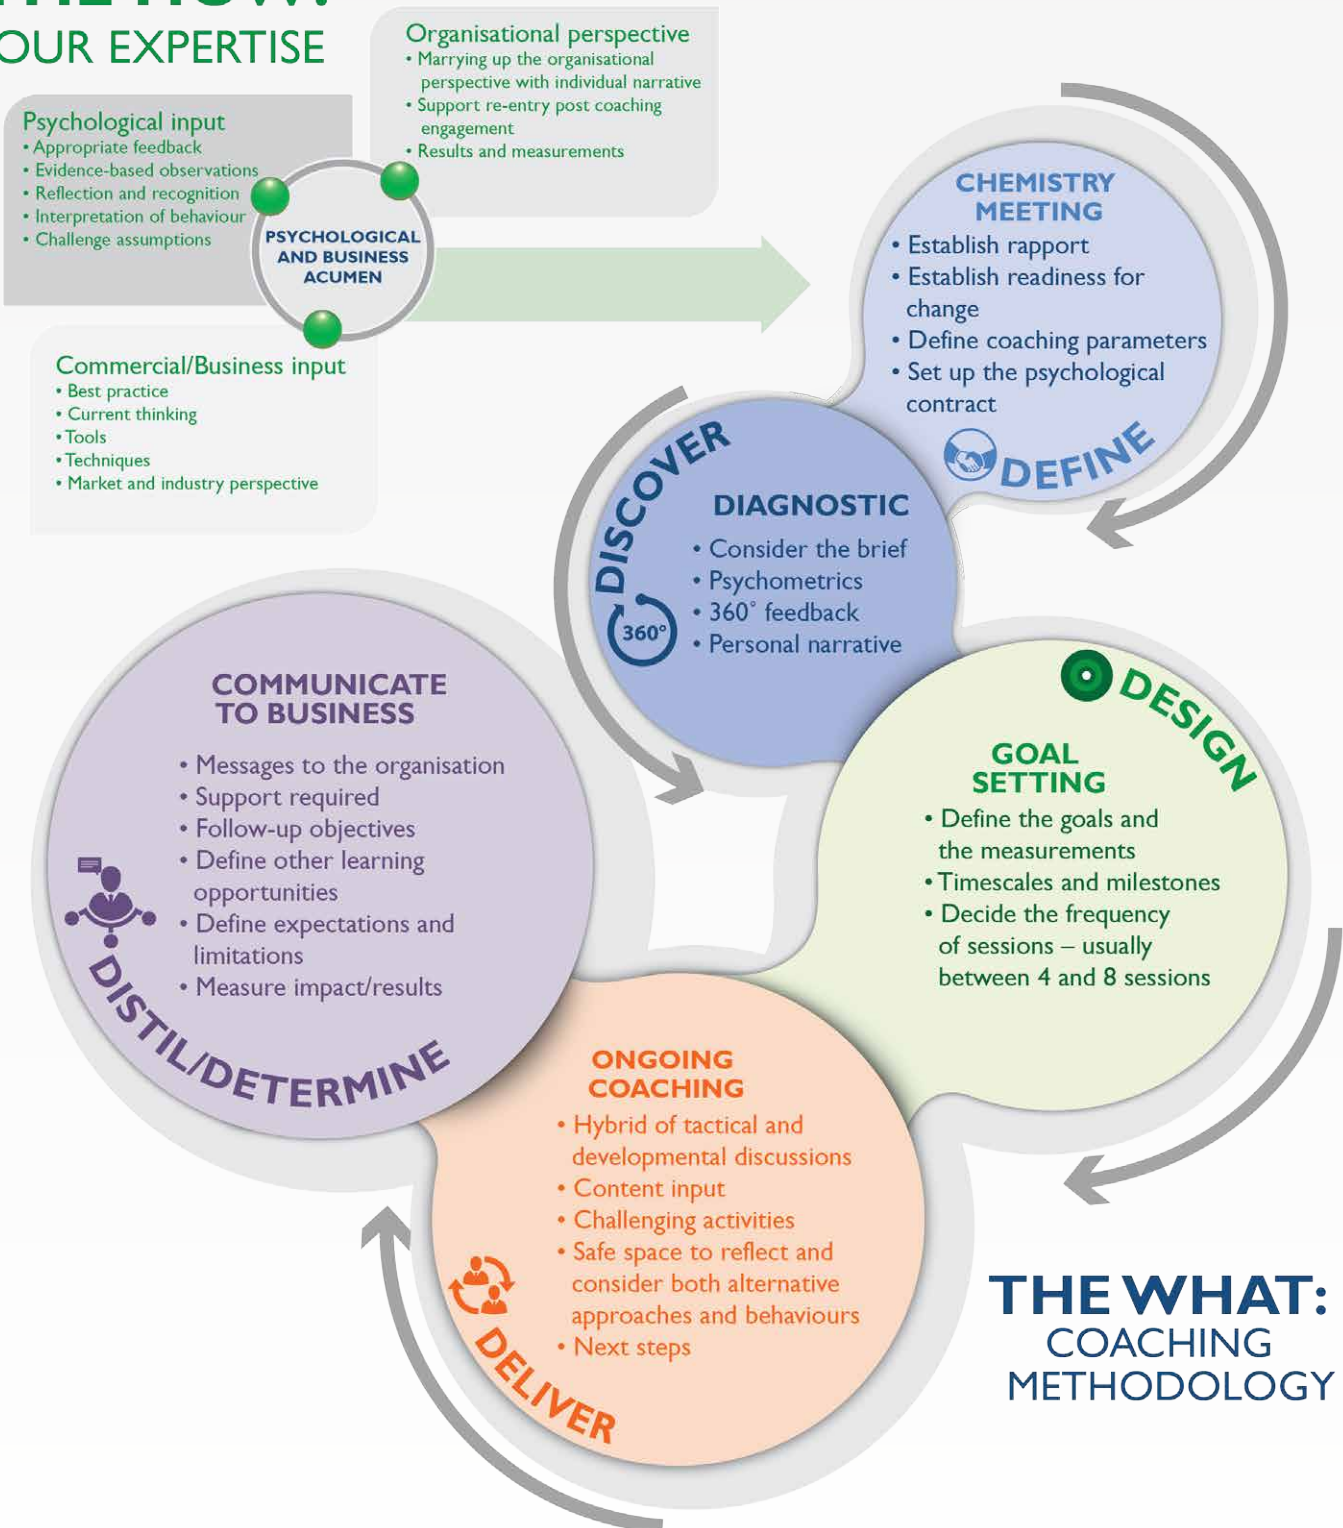 THE HOW:
OUR EXPERTISE
Organisational perspective
• Marrying up the organisational
perspective with individual narrative
• Support re-entry post coaching
engagement
• Results and measurements
Psychological input
• Appropriate feedback
• Evidence-based observations
• Reflection and recognition
• Interpretation of behaviour
• Challenge assumptions
PSYCHOLOGICAL
AND BUSINESS
ACUMEN
Commercial/Business input
• Best practice
• Current thinking
• Tools
• Techniques
• Market and industry perspective
CHEMISTRY
MEETING
• Establish rapport
• Establish readiness for
change
• Define coaching parameters
• Set up the psychological
contract
DEFINE
DISCOVER
DIAGNOSTIC
• Consider the brief
• Psychometrics
• 360° feedback
• Personal narrative
360°
DESIGN
GOAL
SETTING
• Define the goals and
the measurements
• Timescales and milestones
• Decide the frequency
of sessions – usually
between 4 and 8 sessions
COMMUNICATE
TO BUSINESS
• Messages to the organisation
• Support required
• Follow-up objectives
• Define other learning
opportunities
• Define expectations and
limitations
• Measure impact/results
DISTIL/DETERMINE
ONGOING
COACHING
• Hybrid of tactical and
developmental discussions
• Content input
• Challenging activities
• Safe space to reflect and
consider both alternative
approaches and behaviours
• Next steps
DELIVER
THE WHAT:
COACHING
METHODOLOGY